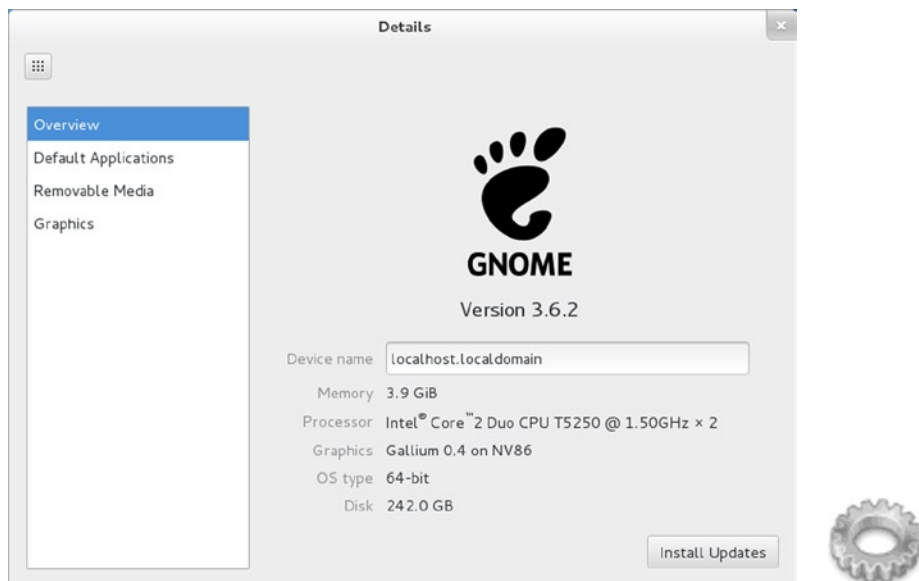 Details
Overview
Default Applications
Removable Media
Graphics
GNOME
Version 3.6.2
Device name localhost.localdomain
Memory 3.9 GiB
Processor Intel® Core™2 Duo CPU T5250 @ 1.50GHz × 2
Graphics Gallium 0.4 on NV86
OS type 64-bit
Disk 242.0 GB
Install Updates